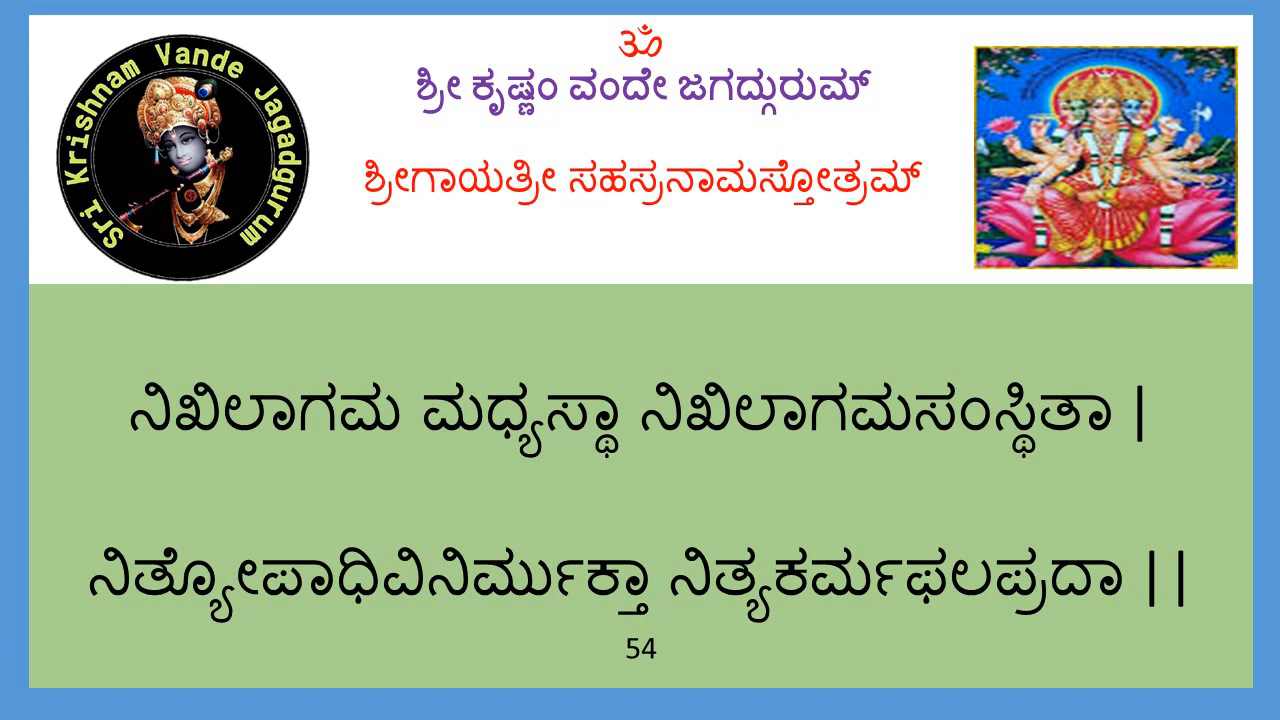 ॐ
ಶ್ರೀ ಕೃಷ್ಣಂ ವಂದೇ ಜಗದ್ಗುರುಮ್
Sri Krishnam Vande Jagadgurum
ಶ್ರೀಗಾಯತ್ರೀ ಸಹಸ್ರನಾಮಸ್ತೋತ್ರಮ್
ನಿಖಿಲಾಗಮ ಮಧ್ಯಸ್ಥಾ ನಿಖಿಲಾಗಮಸಂಸ್ಥಿತಾ |
ನಿತ್ಯೋಪಾಧಿವಿನಿರ್ಮುಕ್ತಾ ನಿತ್ಯಕರ್ಮಫಲಪ್ರದಾ ||
54